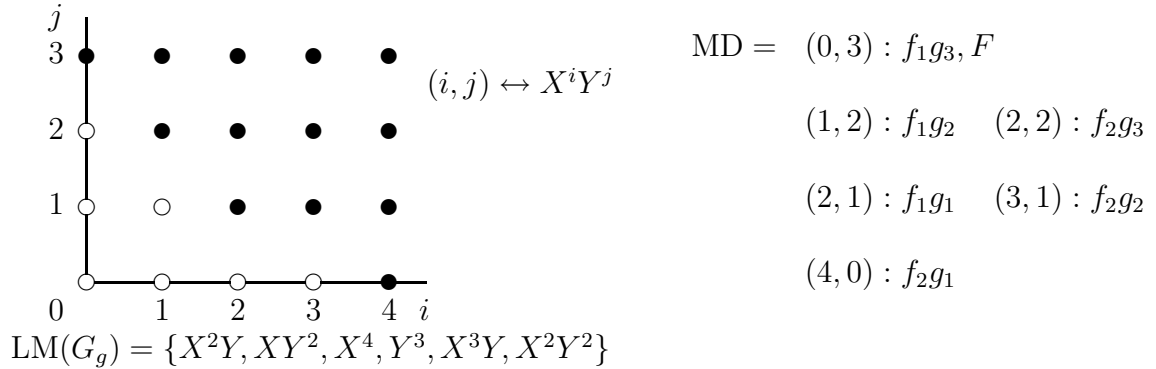 j
3
(i, j) ↔ X^iY^j
2
1
0 1 2 3 4 i
LM(G_g) = {X^2Y, XY^2, X^4, Y^3, X^3Y, X^2Y^2}
MD = (0, 3) : f_1g_3, F
(1, 2) : f_1g_2 (2, 2) : f_2g_3
(2, 1) : f_1g_1 (3, 1) : f_2g_2
(4, 0) : f_2g_1